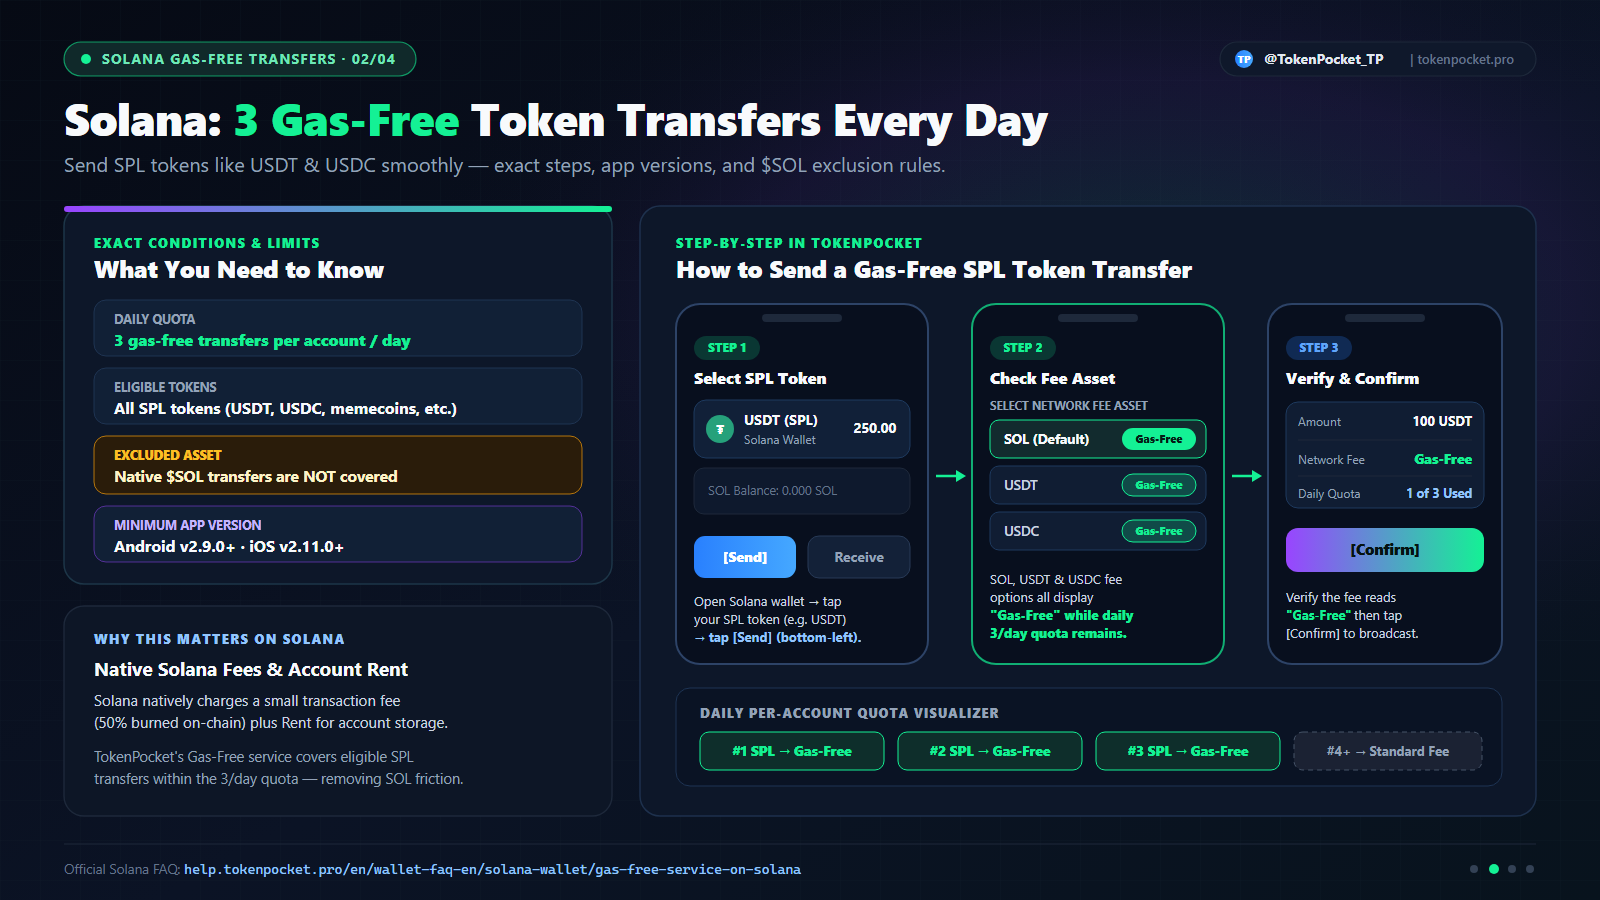 SOLANA GAS-FREE TRANSFERS · 02/04
TP @TokenPocket_TP | tokenpocket.pro
Solana: 3 Gas-Free Token Transfers Every Day
Send SPL tokens like USDT & USDC smoothly — exact steps, app versions, and $SOL exclusion rules.
EXACT CONDITIONS & LIMITS
What You Need to Know
DAILY QUOTA
3 gas-free transfers per account / day
ELIGIBLE TOKENS
All SPL tokens (USDT, USDC, memecoins, etc.)
EXCLUDED ASSET
Native $SOL transfers are NOT covered
MINIMUM APP VERSION
Android v2.9.0+ · iOS v2.11.0+
WHY THIS MATTERS ON SOLANA
Native Solana Fees & Account Rent
Solana natively charges a small transaction fee
(50% burned on-chain) plus Rent for account storage.
TokenPocket's Gas-Free service covers eligible SPL
transfers within the 3/day quota — removing SOL friction.
STEP-BY-STEP IN TOKENPOCKET
How to Send a Gas-Free SPL Token Transfer
STEP 1
Select SPL Token
₮ USDT (SPL) 250.00
Solana Wallet
SOL Balance: 0.000 SOL
[Send] Receive
Open Solana wallet → tap
your SPL token (e.g. USDT)
→ tap [Send] (bottom-left).
STEP 2
Check Fee Asset
SELECT NETWORK FEE ASSET
SOL (Default) Gas-Free
USDT Gas-Free
USDC Gas-Free
SOL, USDT & USDC fee
options all display
"Gas-Free" while daily
3/day quota remains.
STEP 3
Verify & Confirm
Amount 100 USDT
Network Fee Gas-Free
Daily Quota 1 of 3 Used
[Confirm]
Verify the fee reads
"Gas-Free" then tap
[Confirm] to broadcast.
DAILY PER-ACCOUNT QUOTA VISUALIZER
#1 SPL → Gas-Free #2 SPL → Gas-Free #3 SPL → Gas-Free #4+ → Standard Fee
Official Solana FAQ: help.tokenpocket.pro/en/wallet-faq-en/solana-wallet/gas-free-service-on-solana